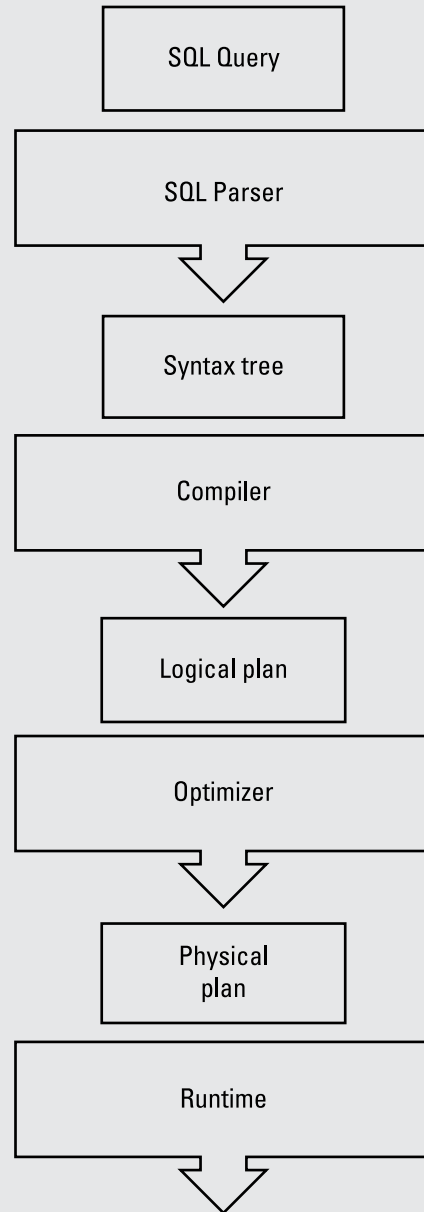 SQL Query
SQL Parser
Syntax tree
Compiler
Logical plan
Optimizer
Physical
plan
Runtime